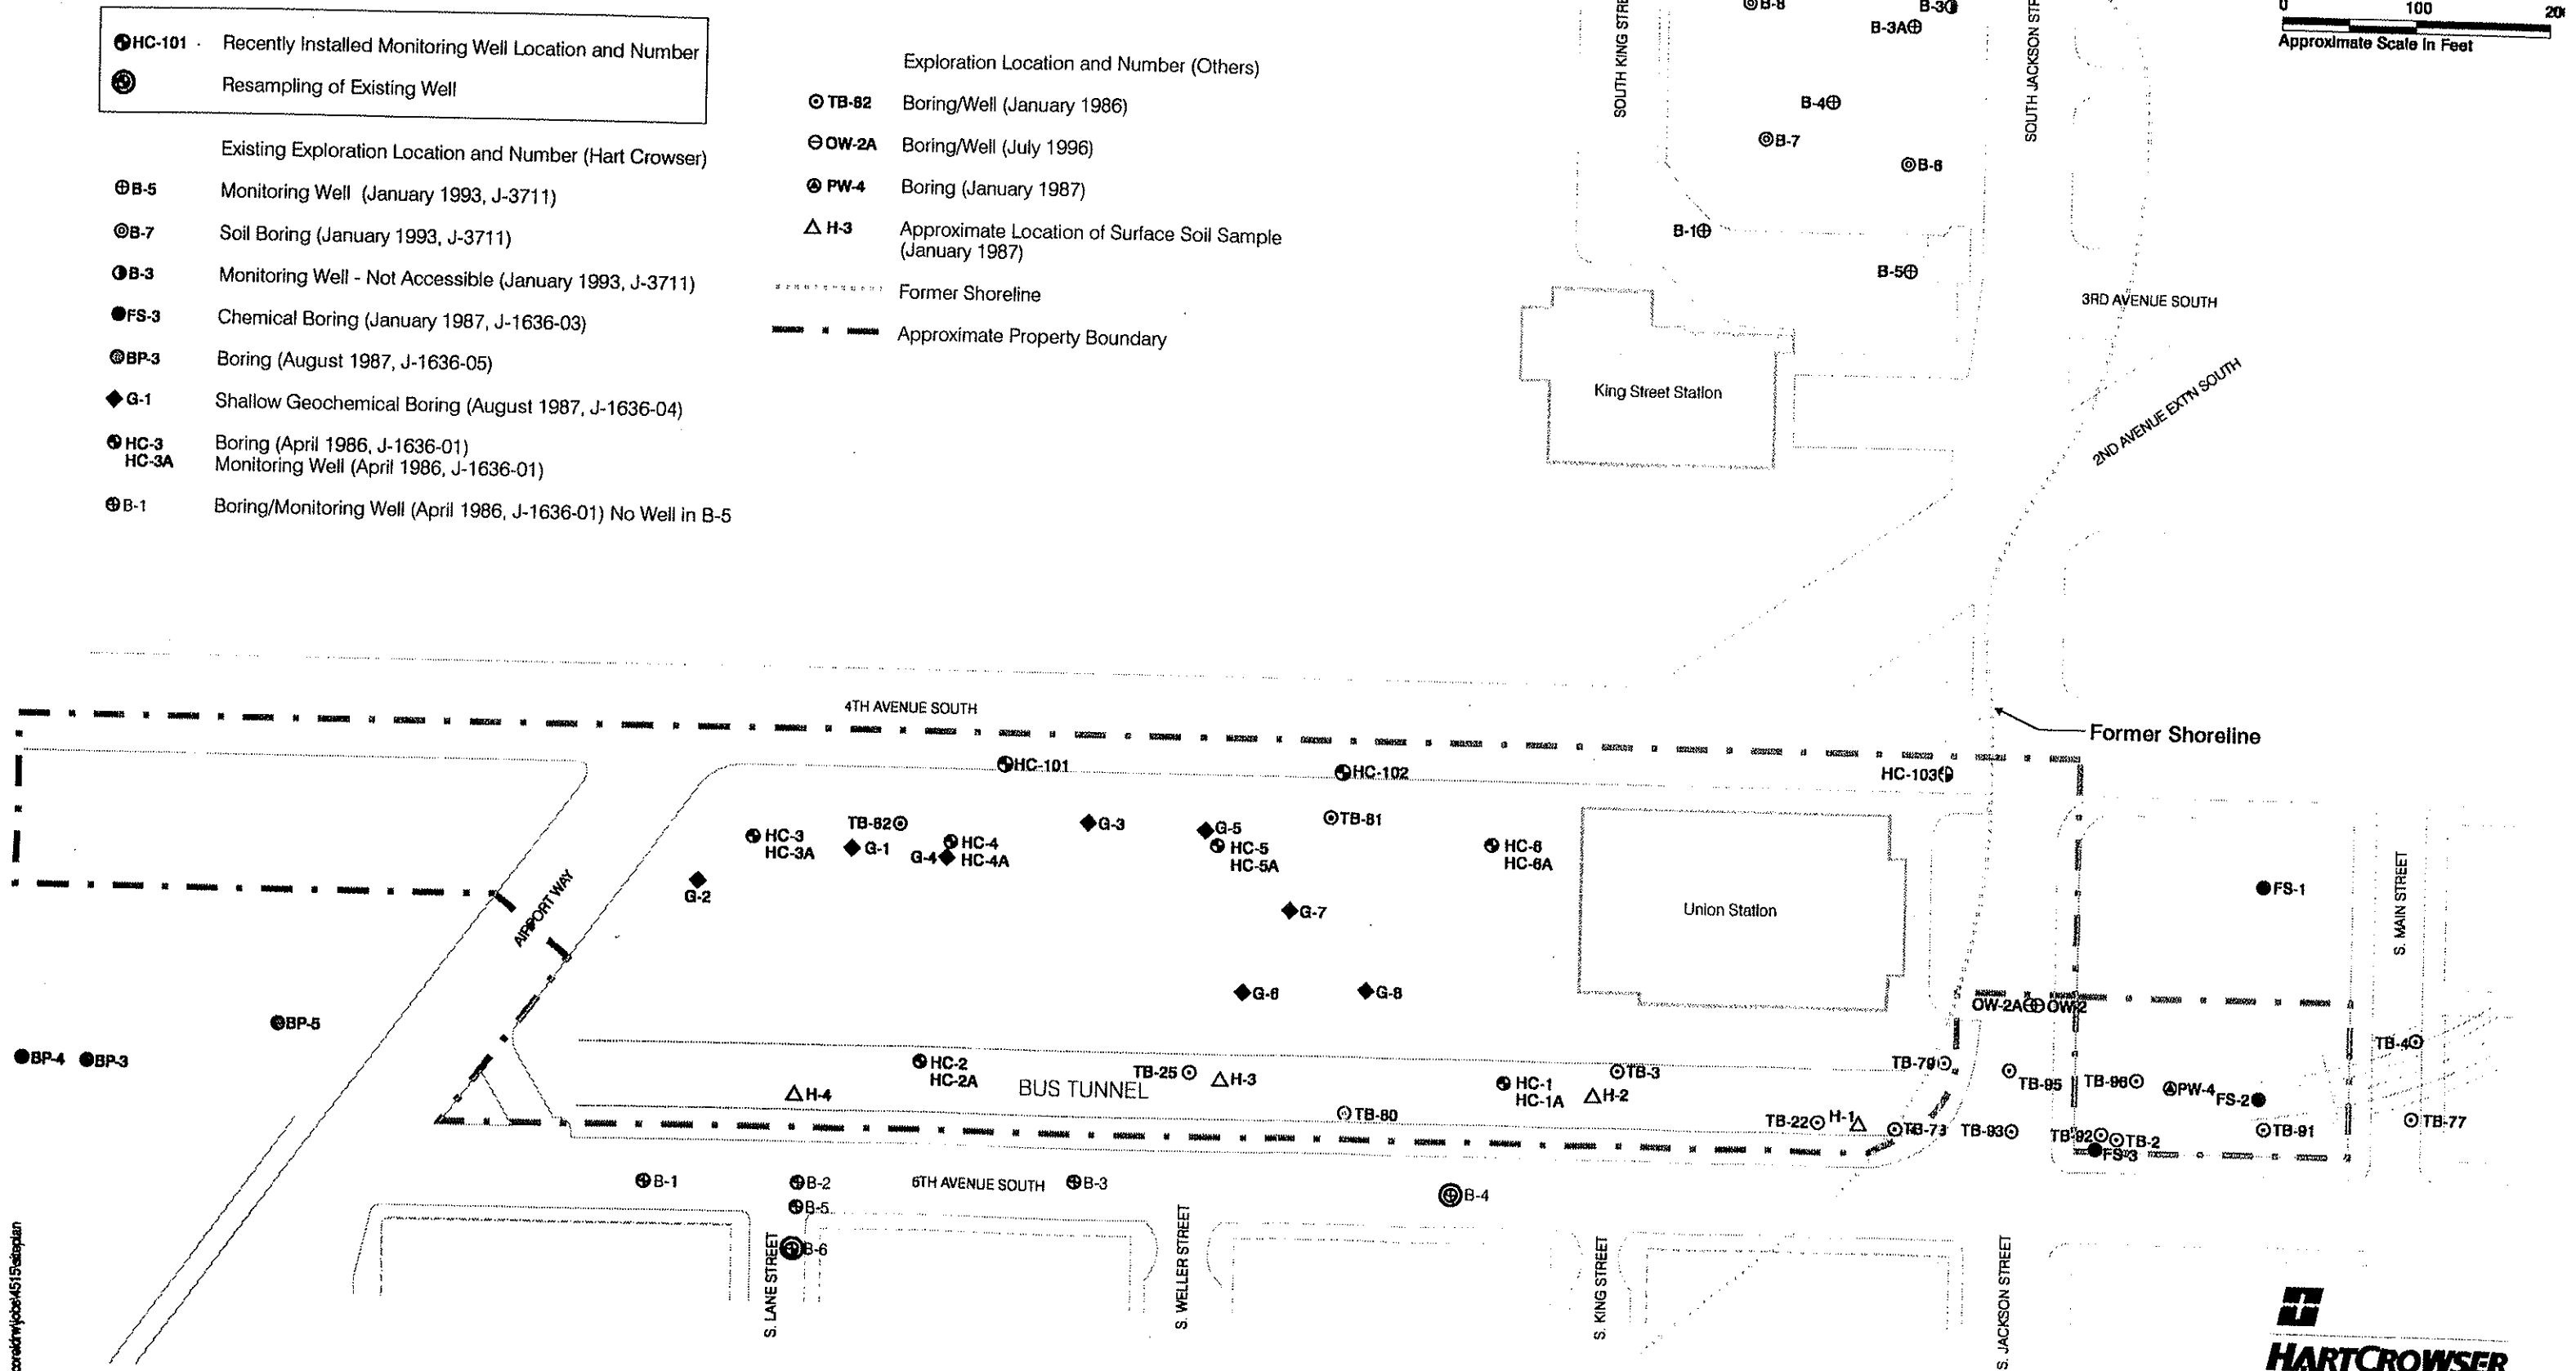 HC-101 Recently Installed Monitoring Well Location and Number
Resampling of Existing Well
Existing Exploration Location and Number (Hart Crowser)
B-5 Monitoring Well (January 1993, J-3711)
B-7 Soil Boring (January 1993, J-3711)
B-3 Monitoring Well - Not Accessible (January 1993, J-3711)
FS-3 Chemical Boring (January 1987, J-1636-03)
BP-3 Boring (August 1987, J-1636-05)
G-1 Shallow Geochemical Boring (August 1987, J-1636-04)
HC-3 Boring (April 1986, J-1636-01)
HC-3A Monitoring Well (April 1986, J-1636-01)
B-1 Boring/Monitoring Well (April 1986, J-1636-01) No Well in B-5
Exploration Location and Number (Others)
TB-82 Boring/Well (January 1986)
OW-2A Boring/Well (July 1996)
PW-4 Boring (January 1987)
H-3 Approximate Location of Surface Soil Sample
(January 1987)
Former Shoreline
Approximate Property Boundary
0 100
Approximate Scale in Feet
SOUTH KING
SOUTH JACKSON
B-8
B-3
B-3A
B-4
B-7
B-6
B-1
B-5
3RD AVENUE SOUTH
2ND AVENUE EXT'N SOUTH
King Street Station
4TH AVENUE SOUTH
Former Shoreline
HC-101
HC-102
HC-103
HC-3
HC-3A
TB-82
G-1
G-4
HC-4
HC-4A
G-3
G-5
HC-5
HC-5A
TB-81
HC-6
HC-6A
G-2
G-7
G-6
G-8
Union Station
AIRPORT WAY
FS-1
S. MAIN STREET
OW-2A
OW-2
BP-5
BP-4
BP-3
HC-2
HC-2A
BUS TUNNEL
TB-25
H-3
H-4
TB-80
HC-1
HC-1A
TB-3
H-2
TB-79
TB-95
TB-96
PW-4
FS-2
TB-4
TB-22
H-1
TB-93
TB-92
TB-2
FS-3
TB-91
TB-77
B-1
B-2
B-5
B-6
6TH AVENUE SOUTH
B-3
B-4
S. LANE STREET
S. WELLER STREET
S. KING STREET
S. JACKSON STREET
HARTCROWSER